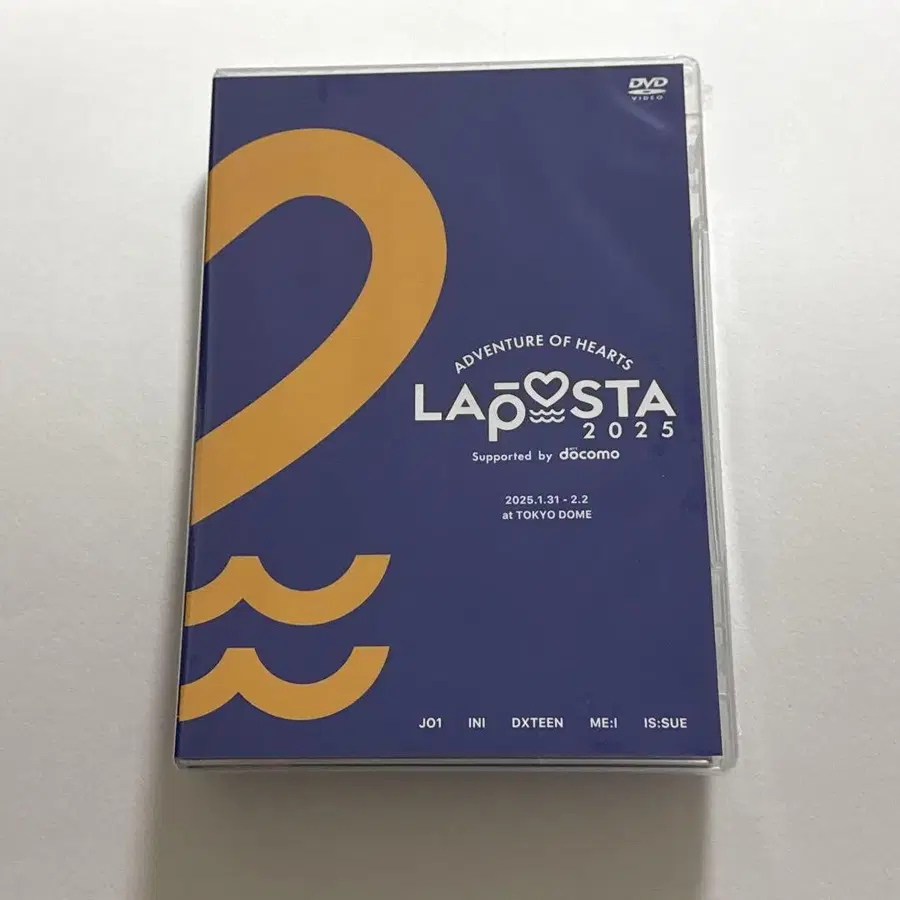 DVD
VIDEO
ADVENTURE OF HEARTS
LAPOSTA
2025
Supported by döcomo
2025.1.31 - 2.2
at TOKYO DOME
JO1 INI DXTEEN ME:I IS:SUE